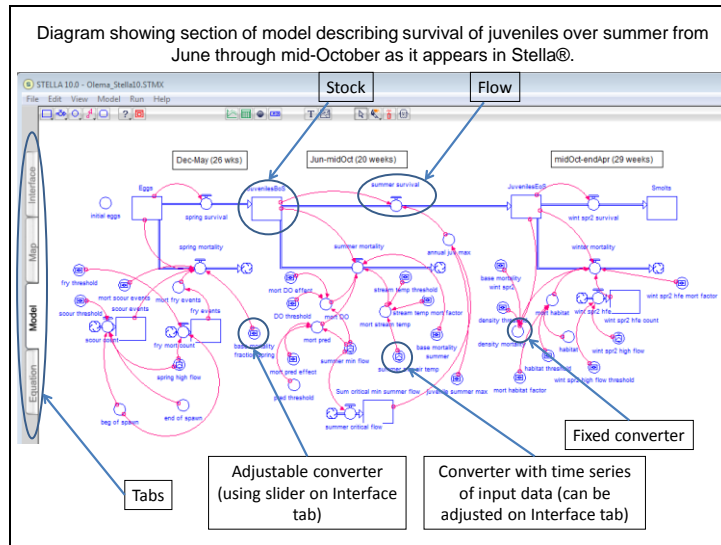 Diagram showing section of model describing survival of juveniles over summer from
June through mid-October as it appears in Stella®.
Stock
Flow
STELLA 10.0 - Olema_Stella10.STMX
File Edit View Model Run Help
Interface
Map
Model
Equation
Dec-May (26 wks)
Jun-midOct (20 weeks)
midOct-endApr (29 weeks)
Eggs
JuvenilesBoS
summer survival
JuvenilesEoS
Smolts
initial eggs
spring survival
wint spr2 survival
annual juv max
spring mortality
summer mortality
winter mortality
fry threshold
mort scour events
mort fry events
scour threshold
scour events
fry events
scour count
fry mort count
base mortality
fraction spring
spring high flow
beg of spawn
end of spawn
mort DO effect
DO threshold
mort DO
mort pred
mort pred effect
pred threshold
summer min flow
stream temp threshold
stream temp mort factor
mort stream temp
base mortality
summer
juvenile summer max
Sum critical min summer flow
summer critical flow
base mortality
wint spr2
density threshold
density mortality
mort habitat
habitat
habitat threshold
mort habitat factor
wint spr2 hfe
wint spr2 hfe count
wint spr2 hfe mort factor
wint spr2 high flow
wint spr2 high flow threshold
Fixed converter
Tabs
Adjustable converter
(using slider on Interface
tab)
Converter with time series
of input data (can be
adjusted on Interface tab)